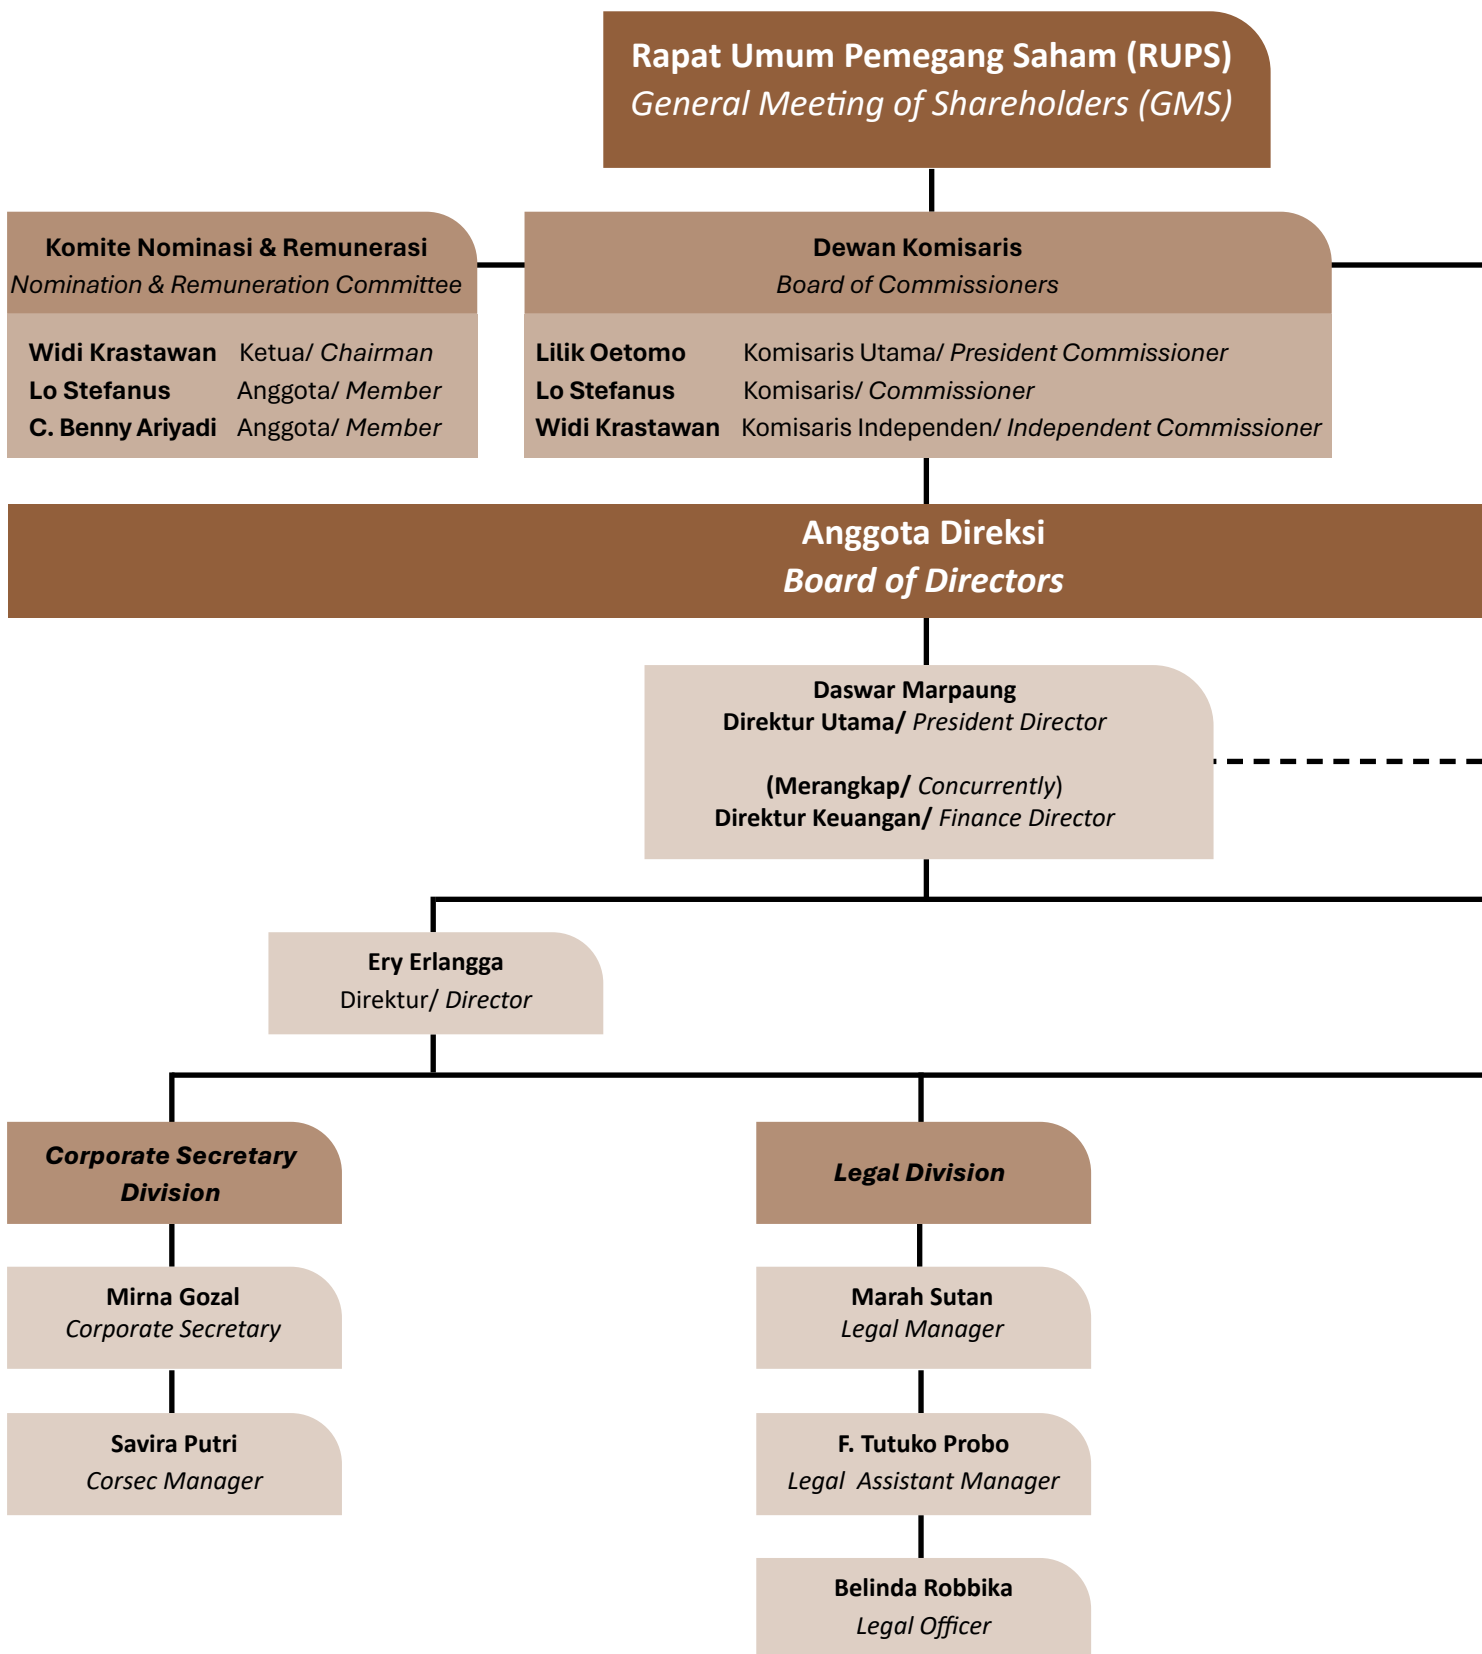 Rapat Umum Pemegang Saham (RUPS)
General Meeting of Shareholders (GMS)
Komite Nominasi & Remunerasi
Nomination & Remuneration Committee
Widi Krastawan Ketua/ Chairman
Lo Stefanus Anggota/ Member
C. Benny Ariyadi Anggota/ Member
Dewan Komisaris
Board of Commissioners
Lilik Oetomo Komisaris Utama/ President Commissioner
Lo Stefanus Komisaris/ Commissioner
Widi Krastawan Komisaris Independen/ Independent Commissioner
Anggota Direksi
Board of Directors
Daswar Marpaung
Direktur Utama/ President Director
(Merangkap/ Concurrently)
Direktur Keuangan/ Finance Director
Ery Erlangga
Direktur/ Director
Corporate Secretary
Division
Mirna Gozal
Corporate Secretary
Savira Putri
Corsec Manager
Legal Division
Marah Sutan
Legal Manager
F. Tutuko Probo
Legal Assistant Manager
Belinda Robbika
Legal Officer